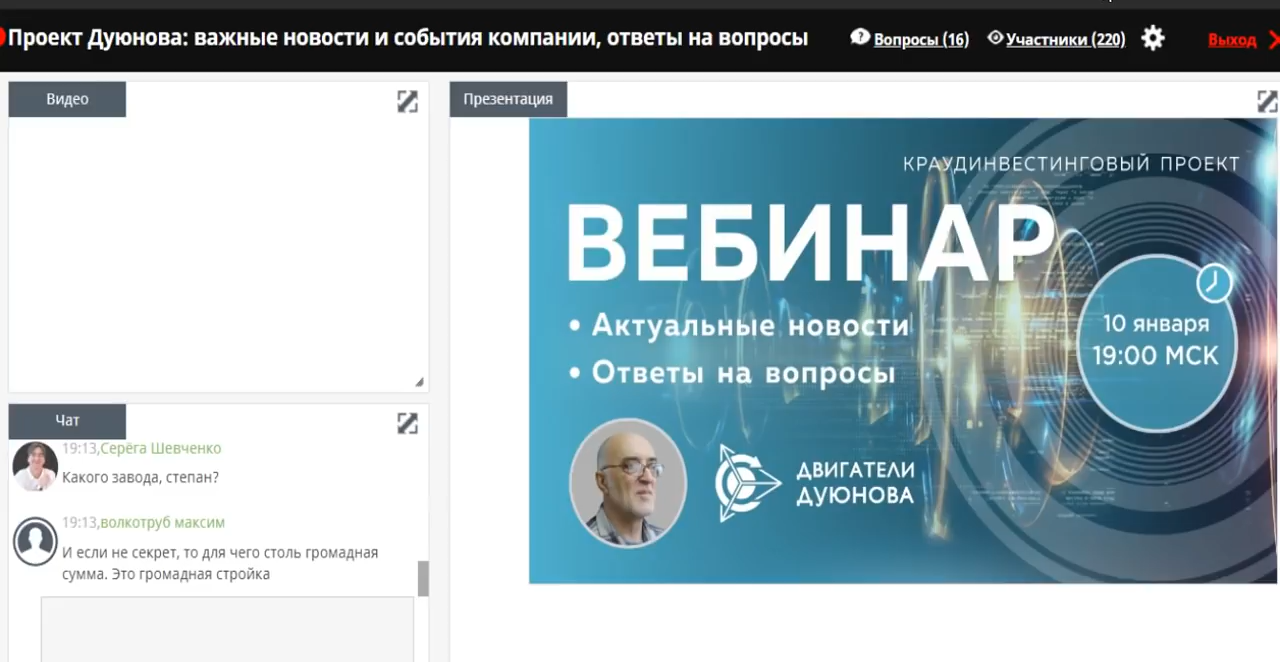 Проект Дуюнова: важные новости и события компании, ответы на вопросы
Вопросы (16)
Участники (220)
Выход
Видео
Чат
19:13,Серёга Шевченко
Какого завода, степан?
19:13,волкотруб максим
И если не секрет, то для чего столь громадная
сумма. Это громадная стройка
Презентация
КРАУДИНВЕСТИНГОВЫЙ ПРОЕКТ
ВЕБИНАР
• Актуальные новости
• Ответы на вопросы
10 января
19:00 МСК
ДВИГАТЕЛИ
ДУЮНОВА